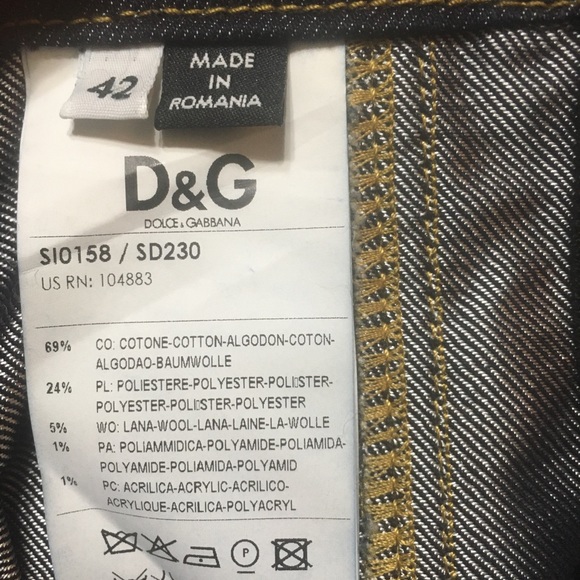 42
MADE
IN
ROMANIA
D&G
DOLCE & GABBANA
SI0158 / SD230
US RN: 104883
69% CO: COTONE-COTTON-ALGODON-COTON-
ALGODAO-BAUMWOLLE
24% PL: POLIESTERE-POLYESTER-POLIESTER-
POLYESTER-POLIESTER-POLYESTER
5% WO: LANA-WOOL-LANA-LAINE-LA-WOLLE
1% PA: POLIAMMIDICA-POLYAMIDE-POLIAMIDA-
POLYAMIDE-POLIAMIDA-POLYAMID
1% PC: ACRILICA-ACRYLIC-ACRILICO-
ACRYLIQUE-ACRILICA-POLYACRYL
P